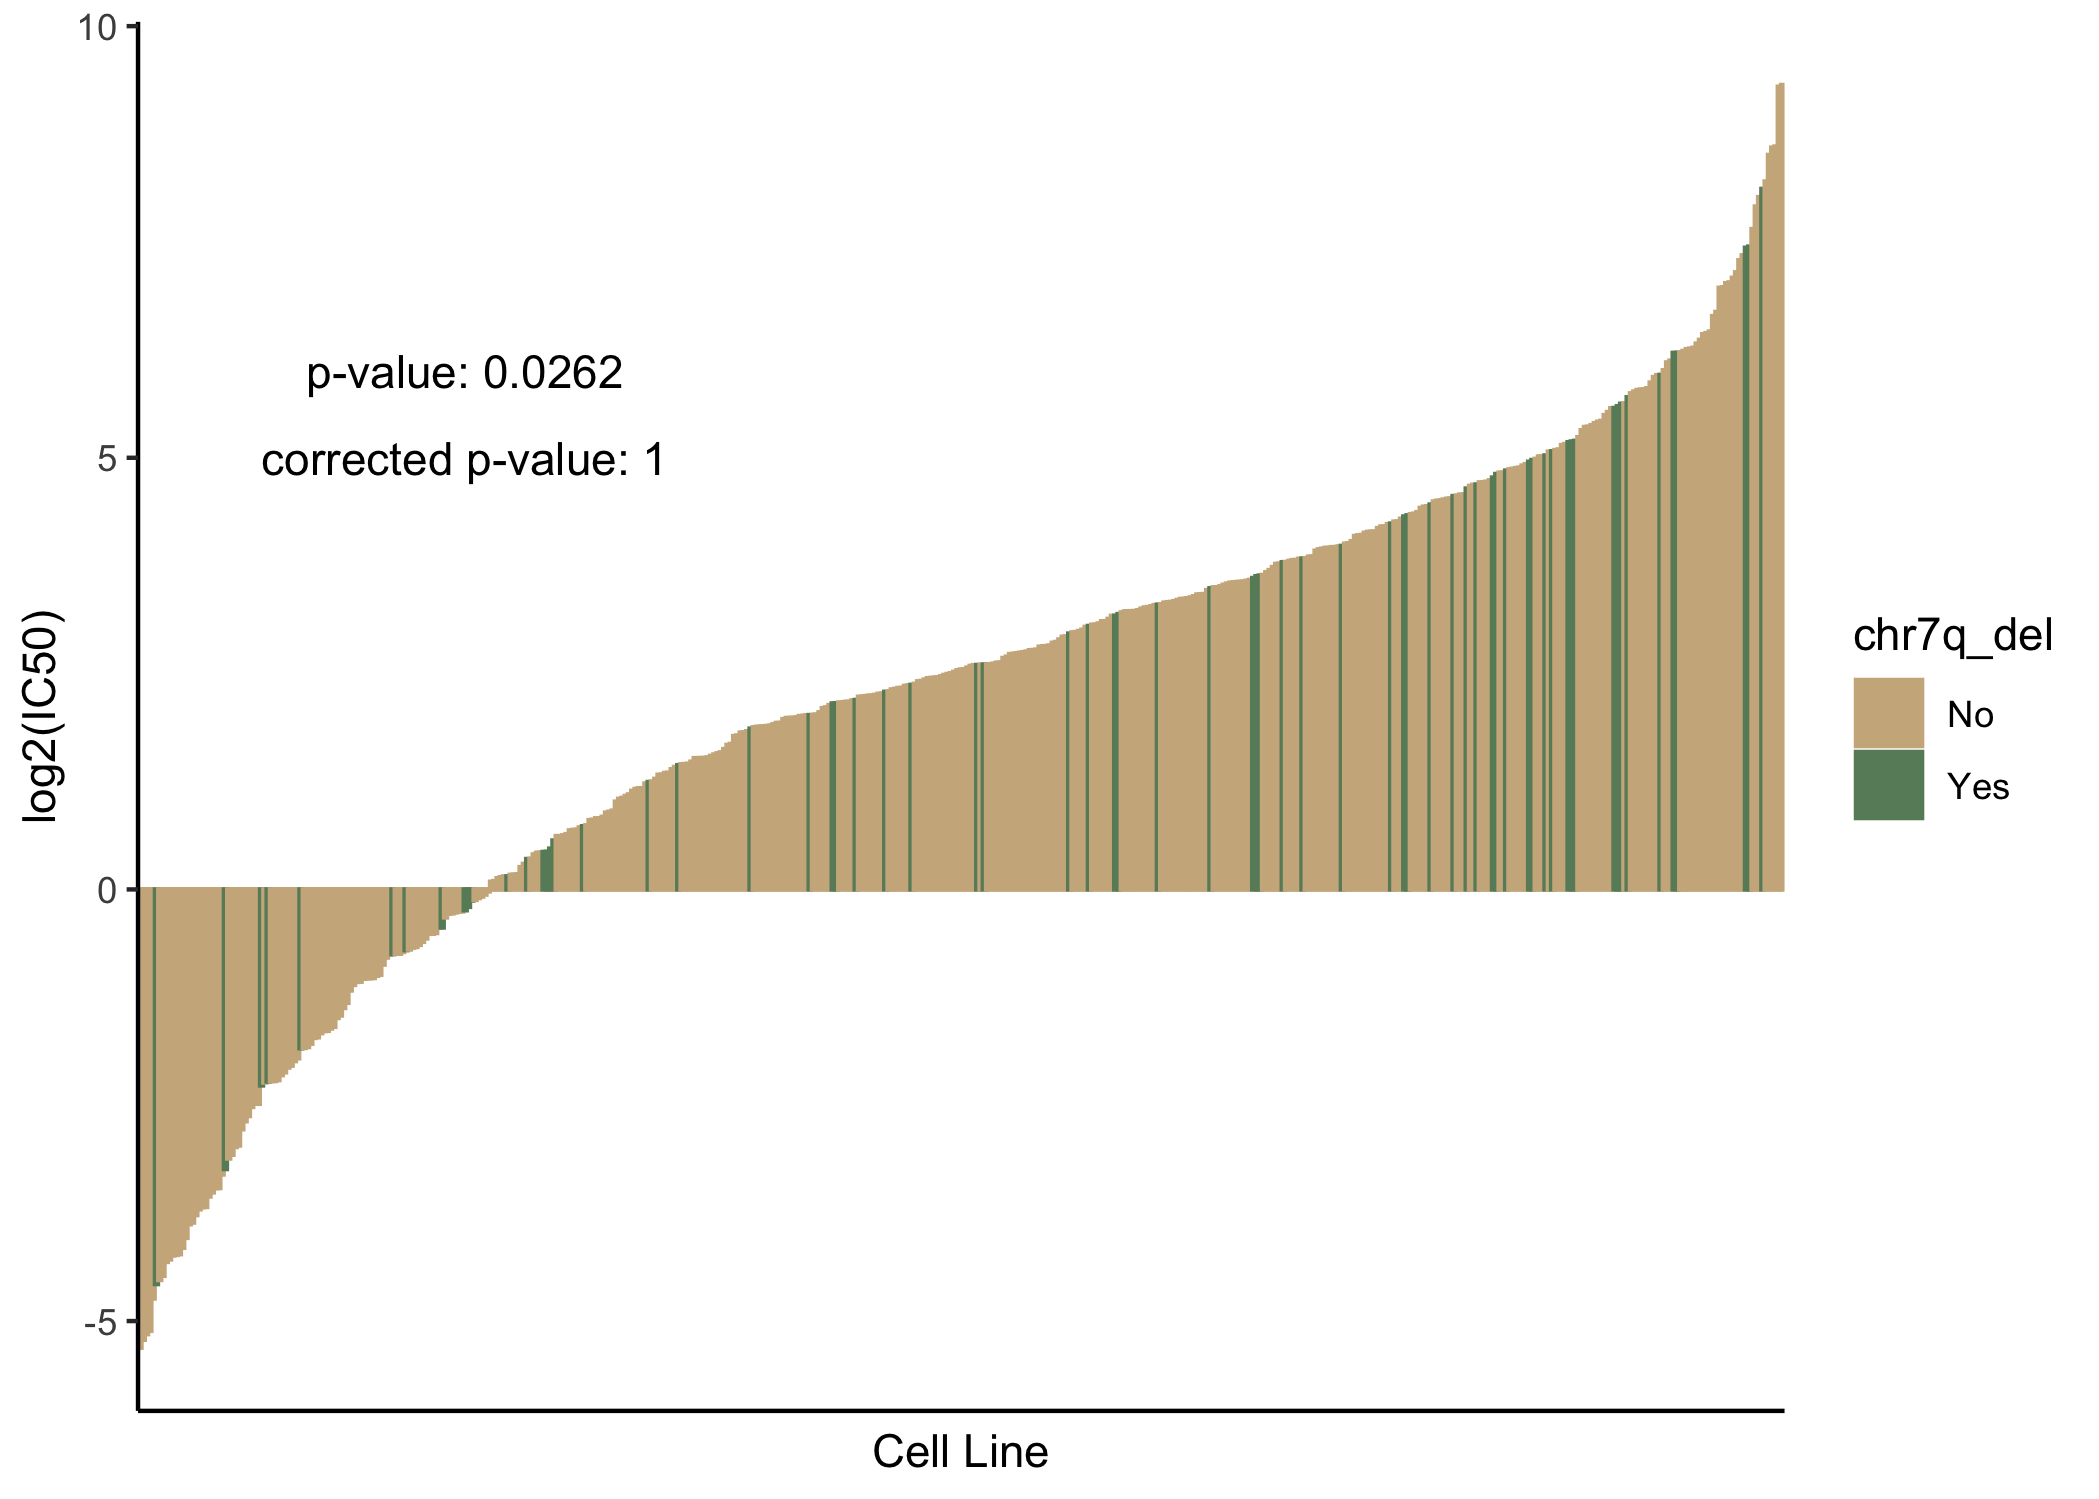 10
5
0
-5
log2(IC50)
p-value: 0.0262
corrected p-value: 1
Cell Line
chr7q_del
No
Yes